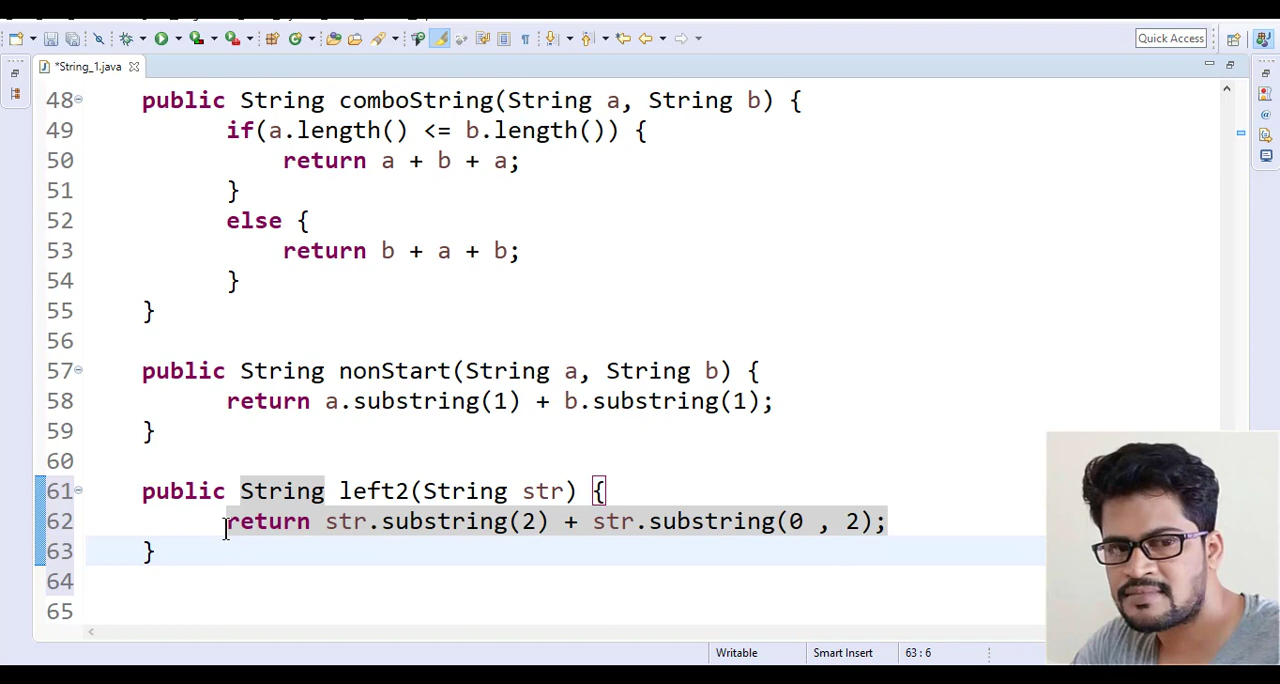 Quick Access
*String_1.java
48 public String comboString(String a, String b) {
49 if(a.length() <= b.length()) {
50 return a + b + a;
51 }
52 else {
53 return b + a + b;
54 }
55 }
56
57 public String nonStart(String a, String b) {
58 return a.substring(1) + b.substring(1);
59 }
60
61 public String left2(String str) {
62 return str.substring(2) + str.substring(0 , 2);
63 }
64
65
Writable Smart Insert 63 : 6